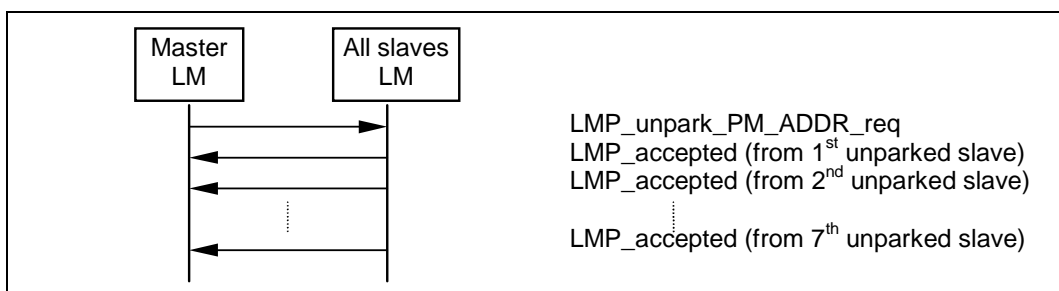 Master
LM
All slaves
LM
LMP_unpark_PM_ADDR_req
LMP_accepted (from 1st unparked slave)
LMP_accepted (from 2nd unparked slave)
LMP_accepted (from 7th unparked slave)